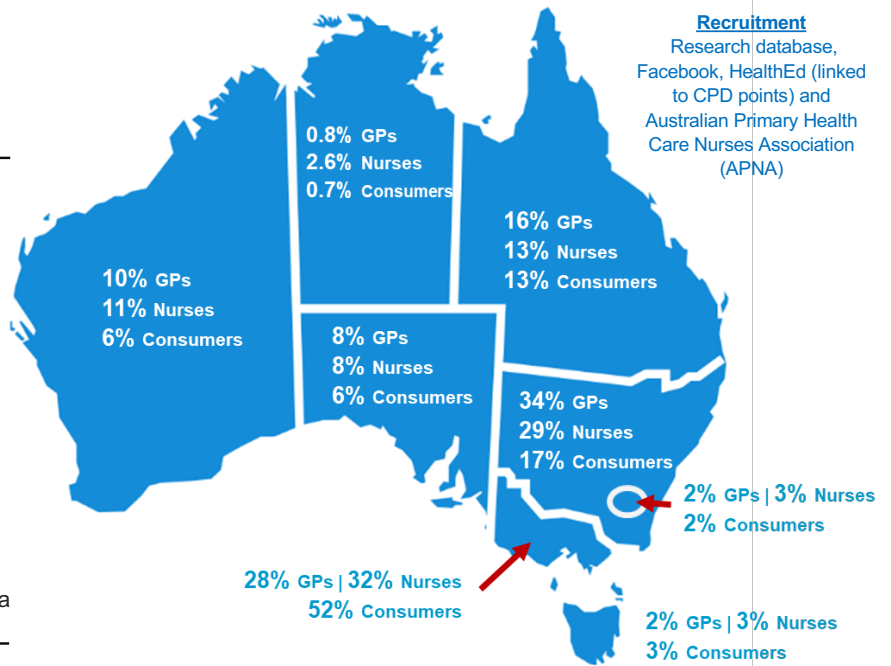 Recruitment
Research database,
Facebook, HealthEd (linked
to CPD points) and
Australian Primary Health
Care Nurses Association
(APNA)
0.8% GPs
2.6% Nurses
0.7% Consumers
16% GPs
13% Nurses
13% Consumers
10% GPs
11% Nurses
6% Consumers
8% GPs
8% Nurses
6% Consumers
34% GPs
29% Nurses
17% Consumers
2% GPs | 3% Nurses
2% Consumers
28% GPs | 32% Nurses
52% Consumers
a
2% GPs | 3% Nurses
3% Consumers